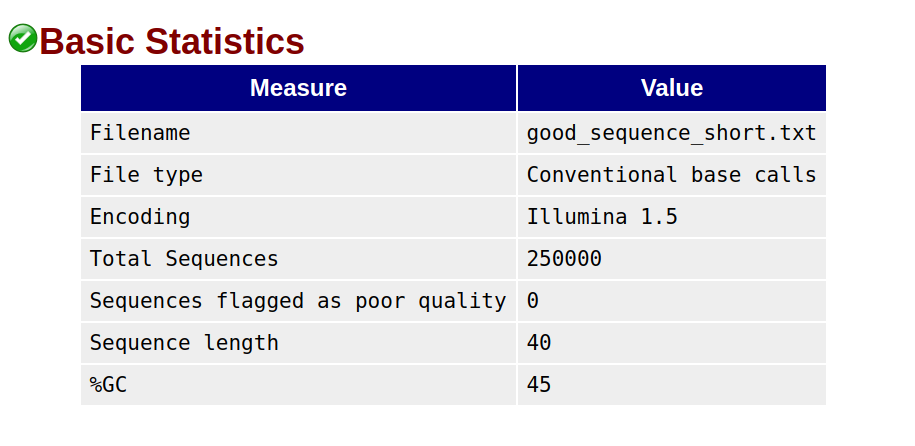 Basic Statistics
Measure Value
Filename good_sequence_short.txt
File type Conventional base calls
Encoding Illumina 1.5
Total Sequences 250000
Sequences flagged as poor quality 0
Sequence length 40
%GC 45